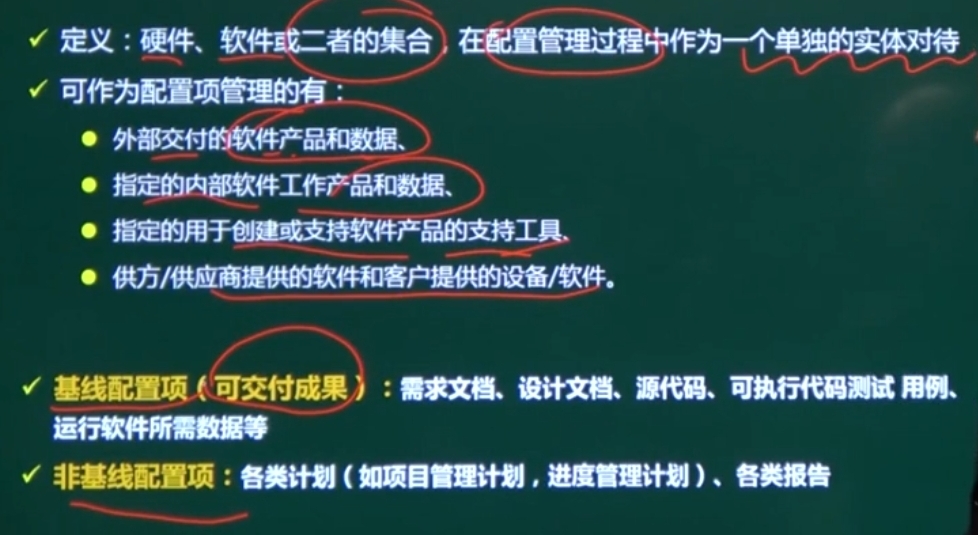 ✓ 定义：硬件、软件或二者的集合，在配置管理过程中作为一个单独的实体对待
✓ 可作为配置项管理的有：
● 外部交付的软件产品和数据、
● 指定的内部软件工作产品和数据、
● 指定的用于创建或支持软件产品的支持工具、
● 供方/供应商提供的软件和客户提供的设备/软件。
✓ 基线配置项（可交付成果）：需求文档、设计文档、源代码、可执行代码测试 用例、
运行软件所需数据等
✓ 非基线配置项：各类计划（如项目管理计划，进度管理计划）、各类报告